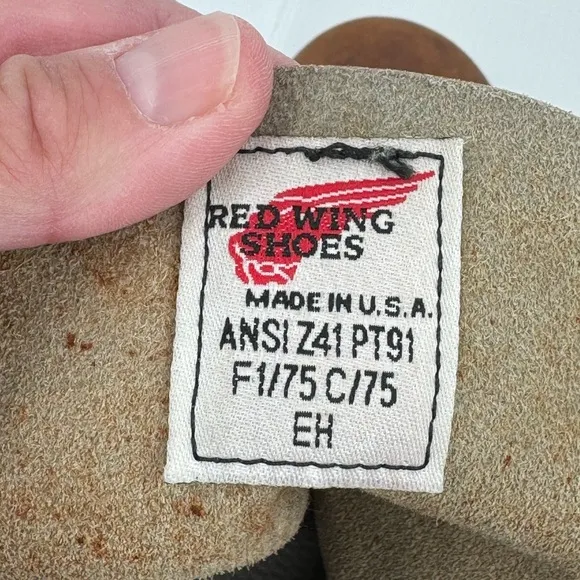 RED WING
SHOES
MADE IN U.S.A.
ANSI Z41 PT91
F1/75 C/75
EH